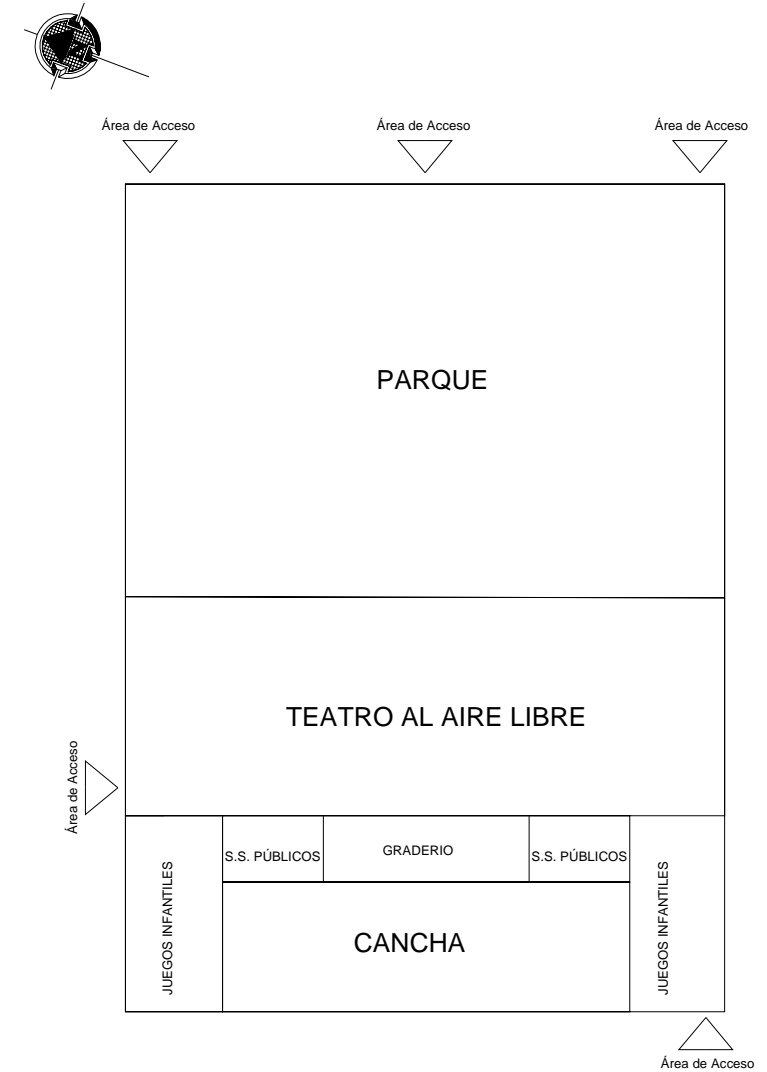 Área de Acceso
Área de Acceso
Área de Acceso
PARQUE
TEATRO AL AIRE LIBRE
Área de Acceso
JUEGOS INFANTILES
S.S. PÚBLICOS
GRADERIO
S.S. PÚBLICOS
JUEGOS INFANTILES
CANCHA
Área de Acceso